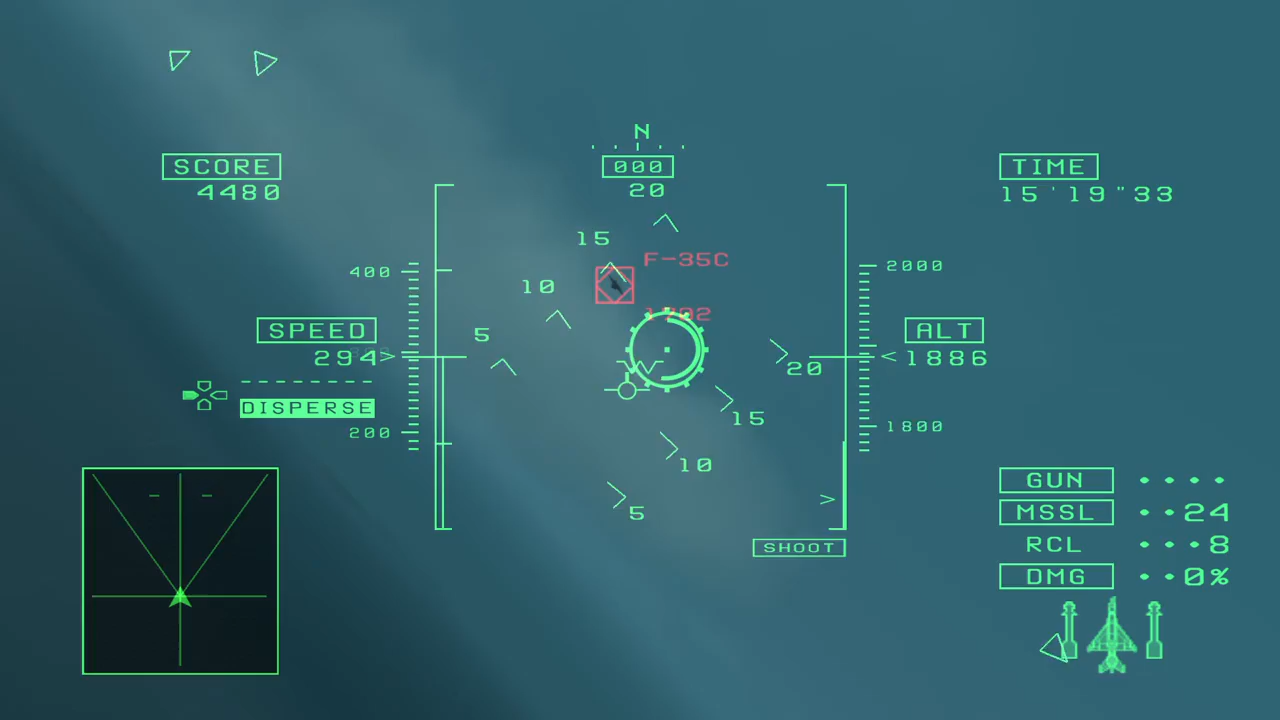 N
SCORE
000
TIME
4480
20
15'19"33
15
F-35C
400
2000
10
SPEED
5
ALT
294>
<1886
20
DISPERSE
15
200
1800
10
GUN
5
MSSL 24
SHOOT
RCL 8
DMG 0%